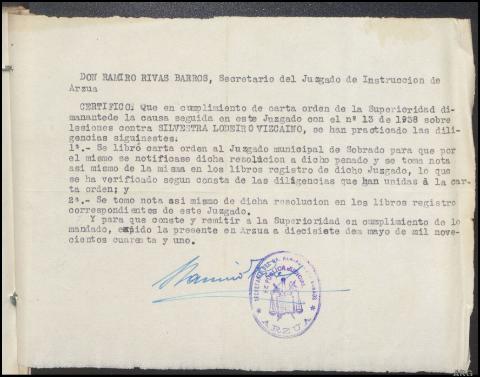 DON RAMIRO RIVAS BARROS, Secretario del Juzgado de Instruccion de
Arzua
CERTIFICO: Que en cumplimiento de carta orden de la Superioridad di-
manantede la causa seguida en este Juzgado con el nº 13 de 1938 sobre
lesiones contra SILVESTRA LODEIRO VIZCAINO, se han practicado las dili-
gencias siguinestes:
1ª.- Se libró carta orden al Juzgado municipal de Sobrado para que por
el mismo se notificase dicha resolucion a dicho penado y se toma nota
asi mismo de la misma en los libros registro de dicho Juzgado, lo que
se ha verificado segun consta de las diligencias que han unidas á la car-
ta orden; y
2ª.- Se tomo nota asi mismo de dicha resolucion en los libros registro
correspondientes de este Juzgado.
Y para que conste y remitir a la Superioridad en cumplimiento de lo
mandado, expido la presente en Arzua a diecisiete dem mayo de mil nove-
cientos cuarenta y uno.
Ramiro
ARZUA
ARG